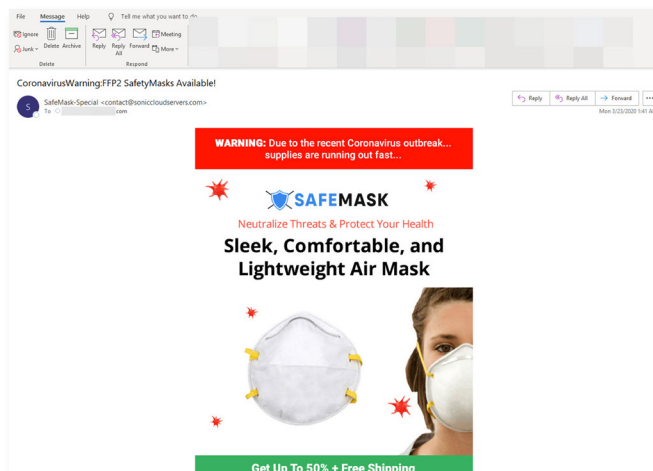 File Message Help Tell me what you want to do
Ignore
Junk
Delete Archive
Reply Reply All Forward
Meeting
More
Delete
Respond
CoronavirusWarning:FFP2 SafetyMasks Available!
S
SafeMask-Special <contact@soniccloudservers.com>
To com
Reply Reply All Forward ...
Mon 3/23/2020 1:41 AM
WARNING: Due to the recent Coronavirus outbreak...
supplies are running out fast...
SAFEMASK
Neutralize Threats & Protect Your Health
Sleek, Comfortable, and
Lightweight Air Mask
Get Up To 50% + Free Shipping